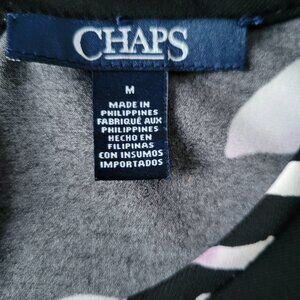 CHAPS
M
MADE IN
PHILIPPINES
FABRIQUÉ AUX
PHILIPPINES
HECHO EN
FILIPINAS
CON INSUMOS
IMPORTADOS